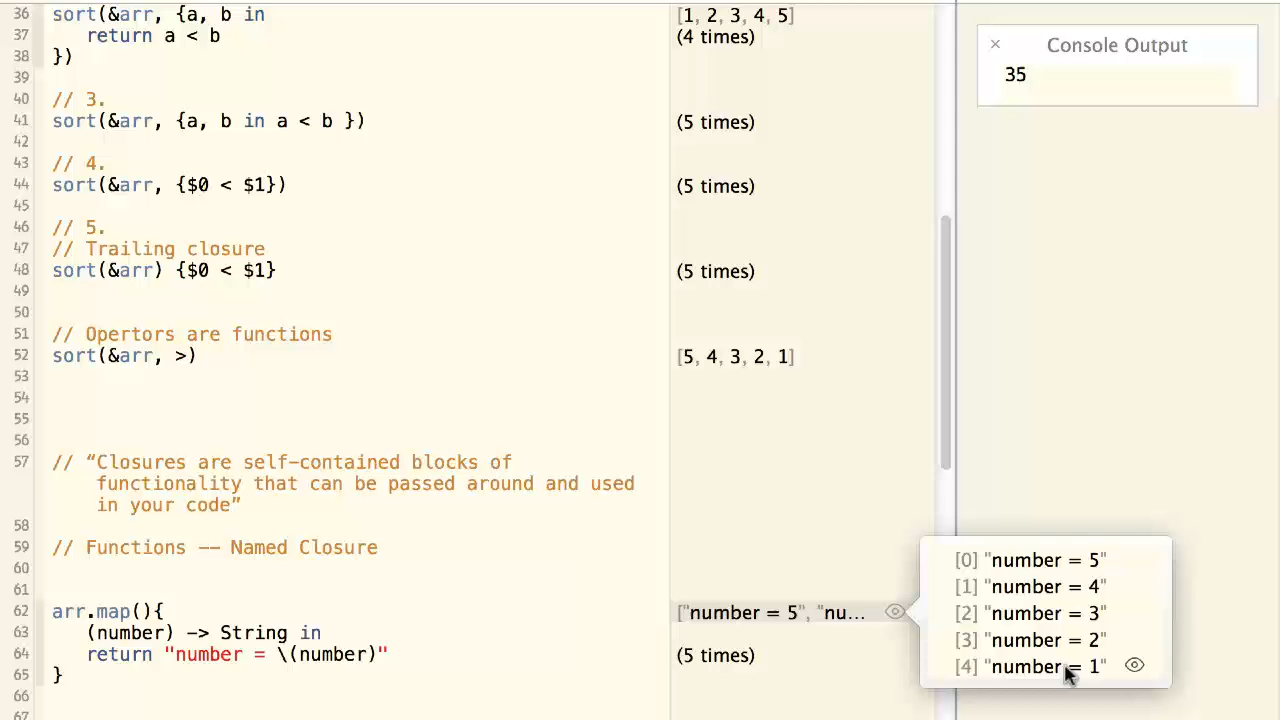 36 sort(&arr, {a, b in
37 return a < b
38 })
39
40 // 3.
41 sort(&arr, {a, b in a < b })
42
43 // 4.
44 sort(&arr, {$0 < $1})
45
46 // 5.
47 // Trailing closure
48 sort(&arr) {$0 < $1}
49
50
51 // Opertors are functions
52 sort(&arr, >)
53
54
55
56
57 // “Closures are self-contained blocks of
functionality that can be passed around and used
in your code”
58
59 // Functions -- Named Closure
60
61
62 arr.map(){
63 (number) -> String in
64 return "number = \(number)"
65 }
66
67
[1, 2, 3, 4, 5]
(4 times)
(5 times)
(5 times)
(5 times)
[5, 4, 3, 2, 1]
["number = 5", "nu...
(5 times)
× Console Output
35
[0] "number = 5"
[1] "number = 4"
[2] "number = 3"
[3] "number = 2"
[4] "number = 1"